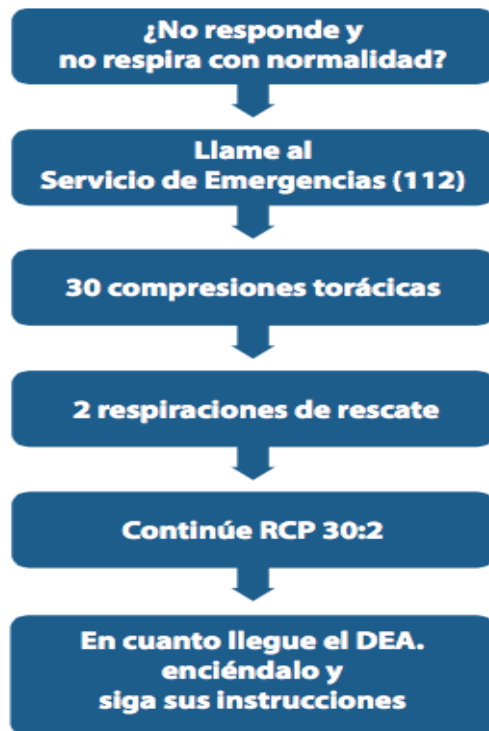 ¿No responde y
no respira con normalidad?
Llame al
Servicio de Emergencias (112)
30 compresiones torácicas
2 respiraciones de rescate
Continúe RCP 30:2
En cuanto llegue el DEA.
enciéndalo y
siga sus instrucciones